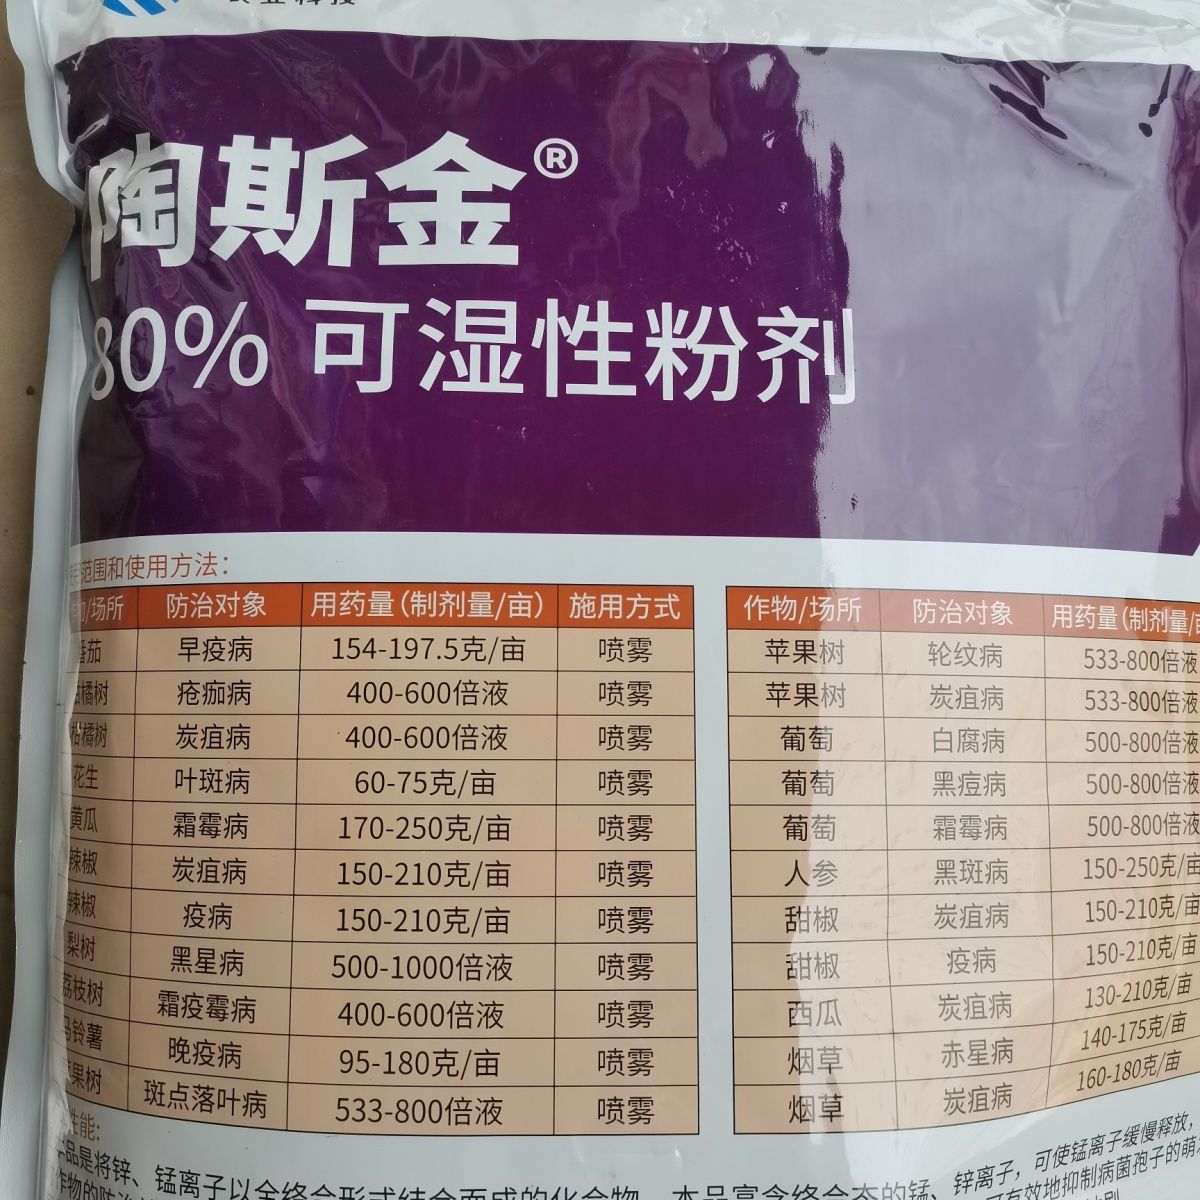 农业科技
陶斯金®
80% 可湿性粉剂
使用范围和使用方法：
作物/场所 防治对象 用药量（制剂量/亩） 施用方式
番茄 早疫病 154-197.5克/亩 喷雾
柑橘树 疮痂病 400-600倍液 喷雾
柑橘树 炭疽病 400-600倍液 喷雾
花生 叶斑病 60-75克/亩 喷雾
黄瓜 霜霉病 170-250克/亩 喷雾
辣椒 炭疽病 150-210克/亩 喷雾
辣椒 疫病 150-210克/亩 喷雾
梨树 黑星病 500-1000倍液 喷雾
荔枝树 霜疫霉病 400-600倍液 喷雾
马铃薯 晚疫病 95-180克/亩 喷雾
苹果树 斑点落叶病 533-800倍液 喷雾
作物/场所 防治对象 用药量（制剂量/亩
苹果树 轮纹病 533-800倍液
苹果树 炭疽病 533-800倍液
葡萄 白腐病 500-800倍液
葡萄 黑痘病 500-800倍液
葡萄 霜霉病 500-800倍液
人参 黑斑病 150-250克/亩
甜椒 炭疽病 150-210克/亩
甜椒 疫病 150-210克/亩
西瓜 炭疽病 130-210克/亩
烟草 赤星病 140-175克/亩
烟草 炭疽病 160-180克/亩
性能：
本品是将锌、锰离子以全络合形式结合而成的化合物，本品富含络合态的锰、锌离子，可使锰离子缓慢释放，
有效地抑制病菌孢子的萌